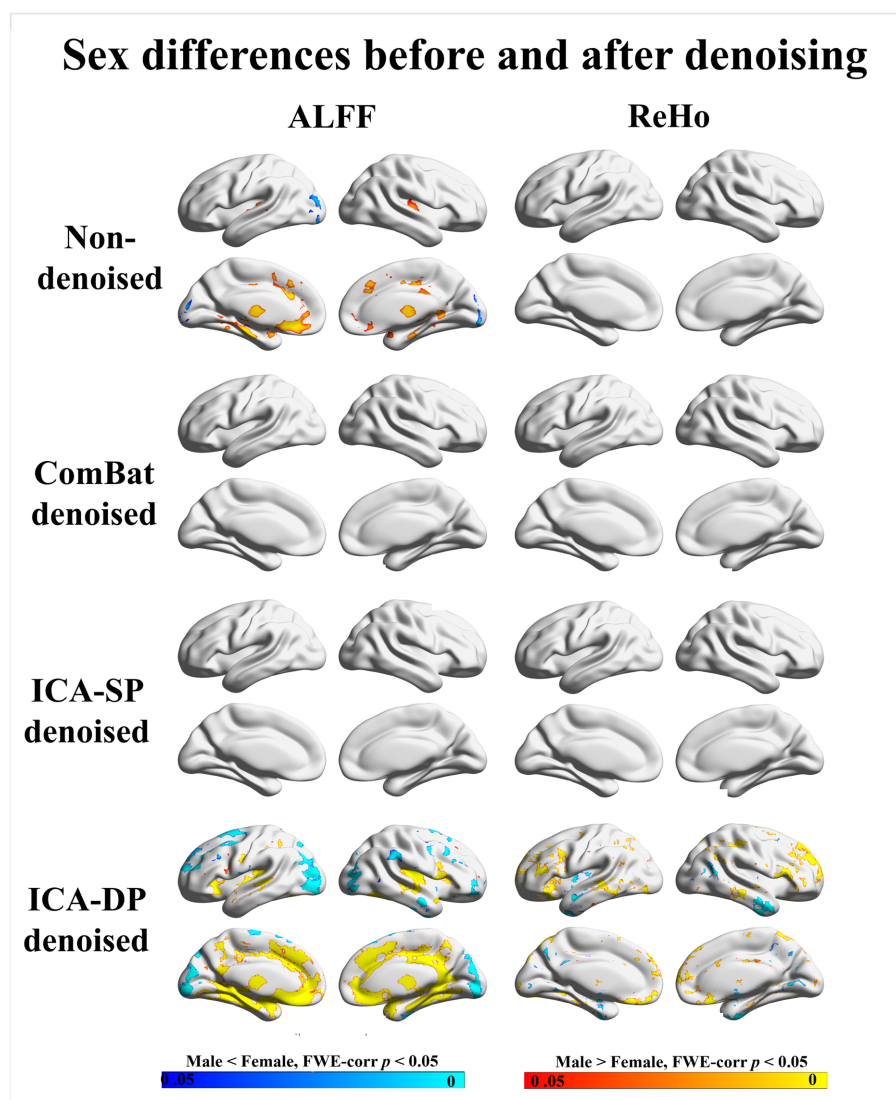 Sex differences before and after denoising
ALFF
ReHo
Non-
denoised
ComBat
denoised
ICA-SP
denoised
ICA-DP
denoised
Male < Female, FWE-corr p < 0.05
0 .05
0
Male > Female, FWE-corr p < 0.05
0 .05
0